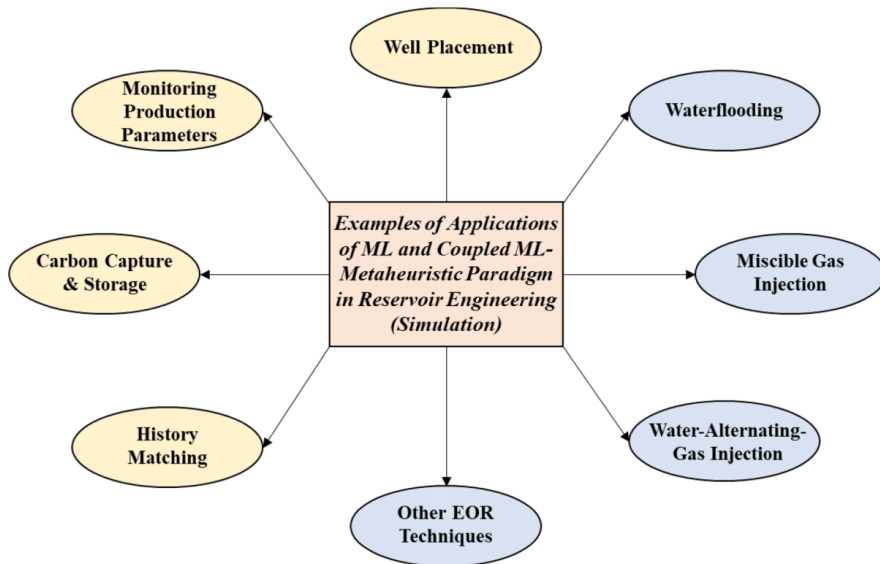 Well Placement
Monitoring
Production
Parameters
Waterflooding
Examples of Applications
of ML and Coupled ML-
Metaheuristic Paradigm
in Reservoir Engineering
(Simulation)
Carbon Capture
& Storage
Miscible Gas
Injection
History
Matching
Water-Alternating-
Gas Injection
Other EOR
Techniques